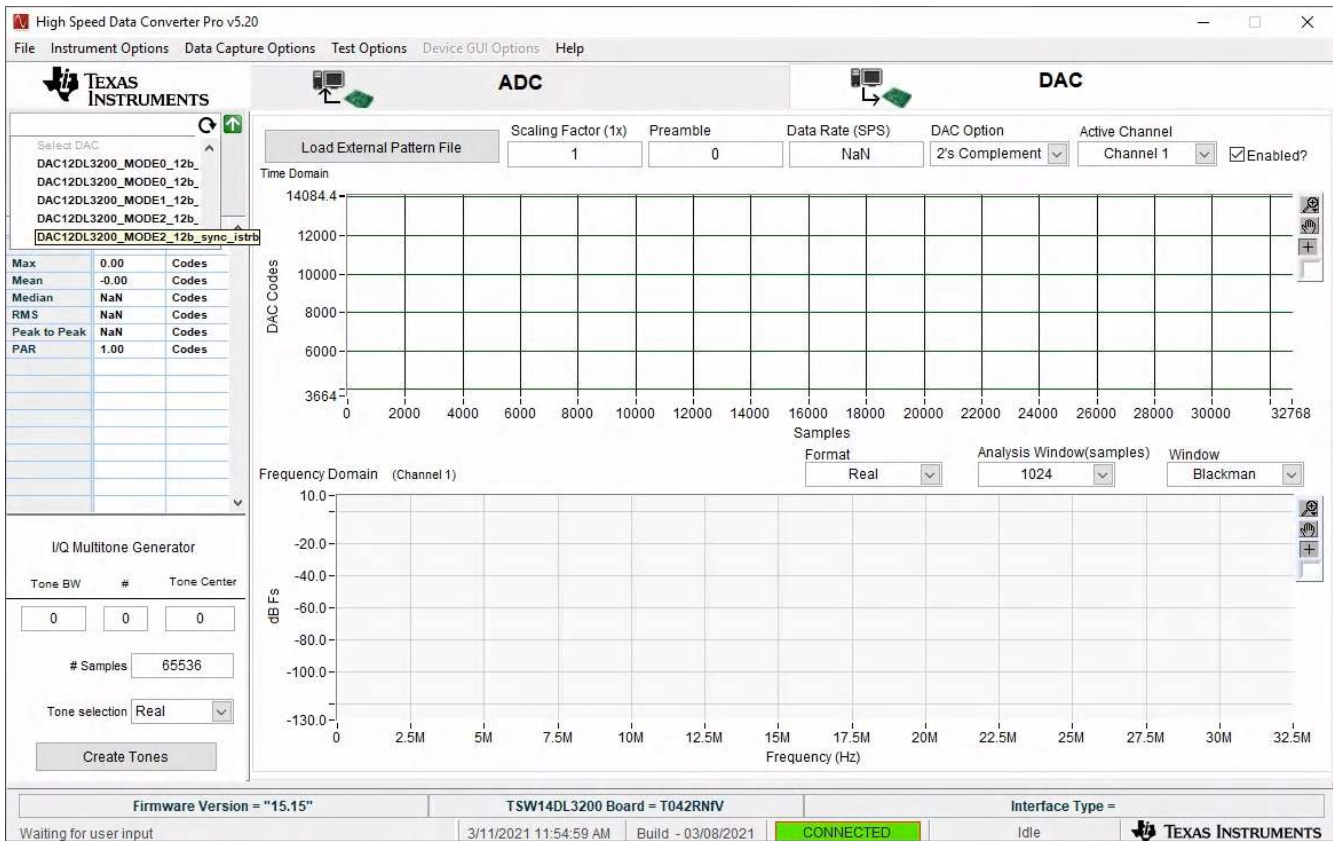 High Speed Data Converter Pro v5.20
File Instrument Options Data Capture Options Test Options Device GUI Options Help
TEXAS INSTRUMENTS
ADC
DAC
Select DAC
DAC12DL3200_MODE0_12b_
DAC12DL3200_MODE0_12b_
DAC12DL3200_MODE1_12b_
DAC12DL3200_MODE2_12b_
DAC12DL3200_MODE2_12b_sync_istrb
Max 0.00 Codes
Mean -0.00 Codes
Median NaN Codes
RMS NaN Codes
Peak to Peak NaN Codes
PAR 1.00 Codes
I/Q Multitone Generator
Tone BW # Tone Center
0 0 0
# Samples 65536
Tone selection Real
Create Tones
Load External Pattern File
Scaling Factor (1x) Preamble Data Rate (SPS) DAC Option Active Channel
1 0 NaN 2's Complement Channel 1 Enabled?
Time Domain
14084.4
12000
10000
8000
6000
3664
DAC Codes
0 2000 4000 6000 8000 10000 12000 14000 16000 18000 20000 22000 24000 26000 28000 30000 32768
Samples
Format Analysis Window(samples) Window
Frequency Domain (Channel 1) Real 1024 Blackman
10.0
-20.0
-40.0
-60.0
-80.0
-100.0
-130.0
dB Fs
0 2.5M 5M 7.5M 10M 12.5M 15M 17.5M 20M 22.5M 25M 27.5M 30M 32.5M
Frequency (Hz)
Firmware Version = "15.15" TSW14DL3200 Board = T042RNfV Interface Type =
Waiting for user input 3/11/2021 11:54:59 AM Build - 03/08/2021 CONNECTED Idle TEXAS INSTRUMENTS